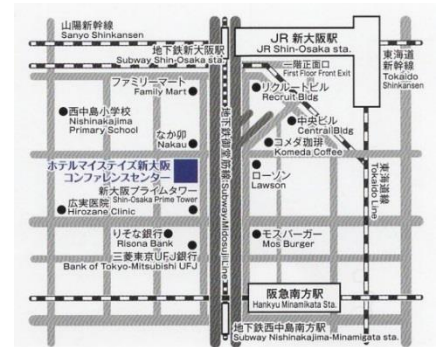 山陽新幹線
Sanyo Shinkansen
JR 新大阪駅
JR Shin-Osaka sta.
地下鉄新大阪駅
Subway Shin-Osaka sta.
東海道
新幹線
Tokaido
Shinkansen
一階正面口
First Floor Front Exit
ファミリーマート
Family Mart
リクルートビル
Recruit Bldg
西中島小学校
Nishinakajima
Primary School
中央ビル
Central Bldg
なか卯
Nakau
コメダ珈琲
Komeda Coffee
地下鉄御堂筋線:Subway-Midosuji Line
東海道線
Tokaido Line
ホテルマイステイズ新大阪
コンファレンスセンター
ローソン
Lawson
新大阪プライムタワー
Shin-Osaka Prime Tower
広実医院
Hirozane Clinic
りそな銀行
Risona Bank
モスバーガー
Mos Burger
三菱東京UFJ銀行
Bank of Tokyo-Mitsubishi UFJ
阪急南方駅
Hankyu Minamikata Sta.
地下鉄西中島南方駅
Subway Nishinakajima-Minamigata sta.